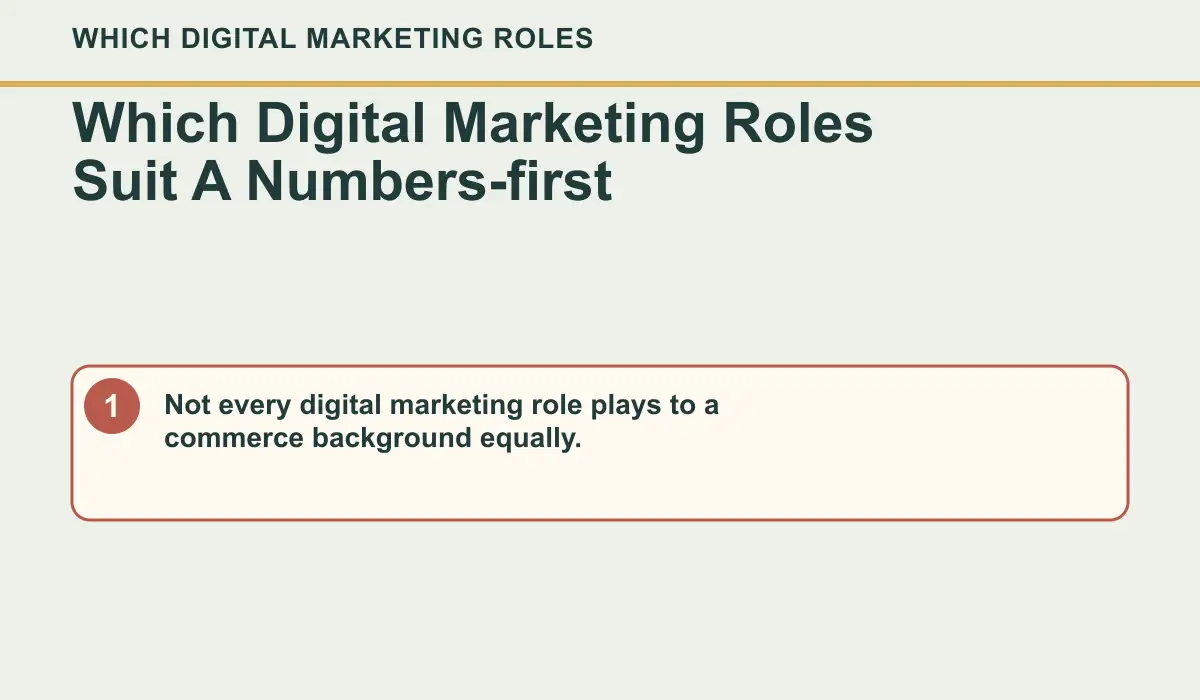 WHICH DIGITAL MARKETING ROLES
Which Digital Marketing Roles
Suit A Numbers-first
1
Not every digital marketing role plays to a
commerce background equally.